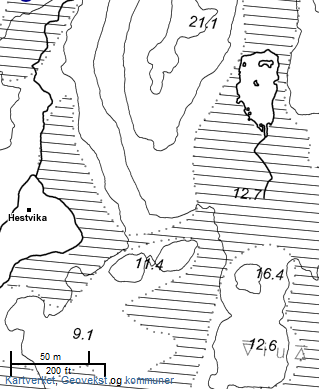 21.1
12.7
Hestvika
11.4
16.4
9.1
12.6
50 m
200 ft
Kartverket, Geovekst og kommuner